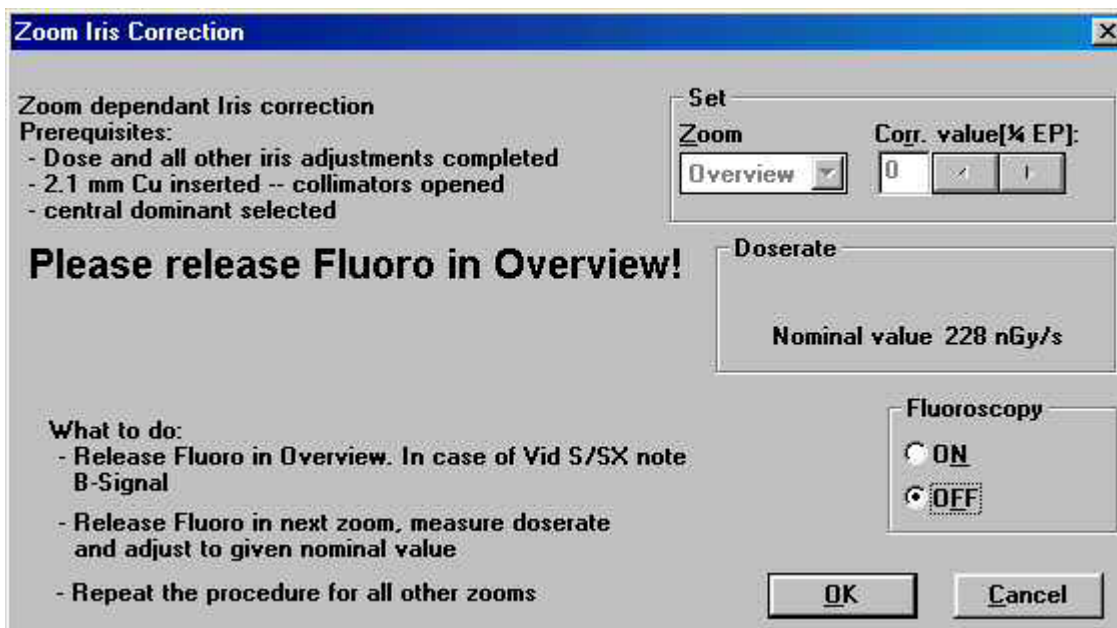 Zoom Iris Correction
Zoom dependant Iris correction
Prerequisites:
- Dose and all other iris adjustments completed
- 2.1 mm Cu inserted -- collimators opened
- central dominant selected
Set
Zoom
Corr. value[¼ EP]:
Overview
0
Please release Fluoro in Overview!
Doserate
Nominal value 228 nGy/s
What to do:
- Release Fluoro in Overview. In case of Vid S/SX note
B-Signal
- Release Fluoro in next zoom, measure doserate
and adjust to given nominal value
- Repeat the procedure for all other zooms
Fluoroscopy
ON
OFF
OK
Cancel